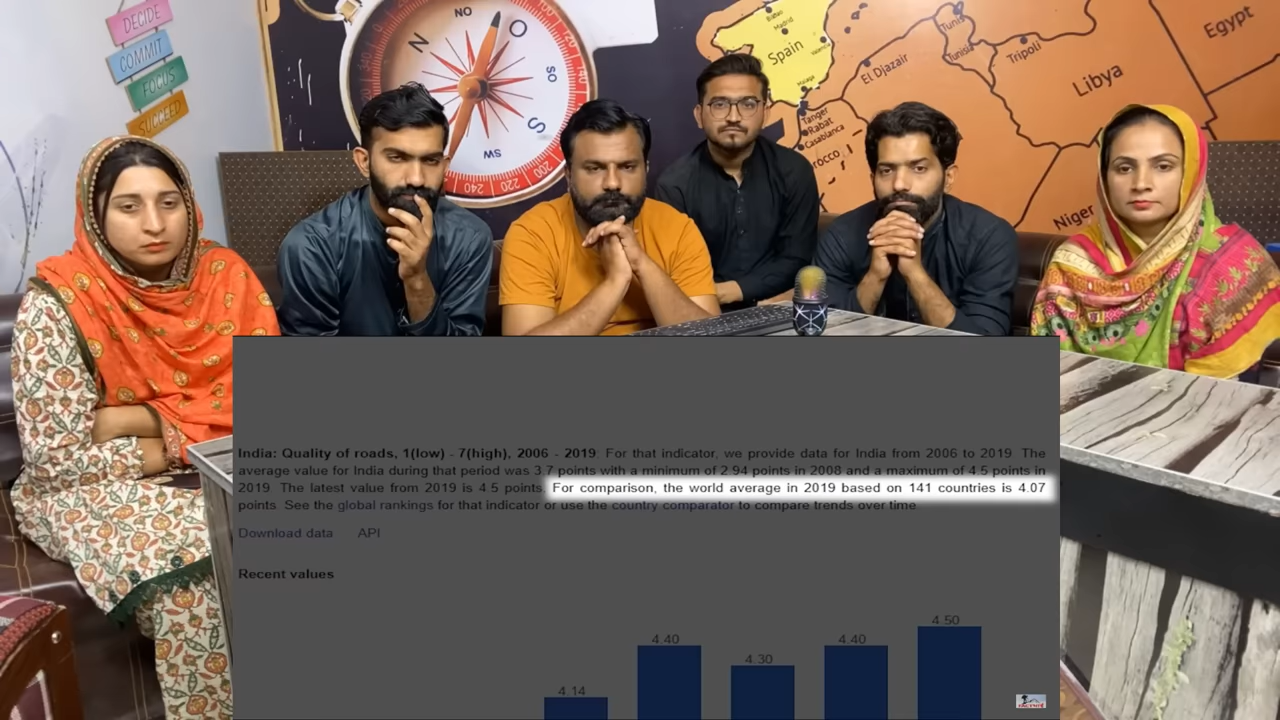 DECIDE
COMMIT
FOCUS
SUCCEED
NO
N
O
SO
S
SW
240
220
200
120
140
Bilbao
Madrid
Spain
Valencia
Malaga
Tunis
Tunisia
Tripoli
Egypt
El Djazair
Libya
Tanger
Rabat
Casablanca
rocco
Niger
India: Quality of roads, 1(low) - 7(high), 2006 - 2019: For that indicator, we provide data for India from 2006 to 2019. The
average value for India during that period was 3.7 points with a minimum of 2.94 points in 2008 and a maximum of 4.5 points in
2019. The latest value from 2019 is 4.5 points. For comparison, the world average in 2019 based on 141 countries is 4.07
points. See the global rankings for that indicator or use the country comparator to compare trends over time.
Download data API
Recent values
4.14
4.40
4.30
4.40
4.50